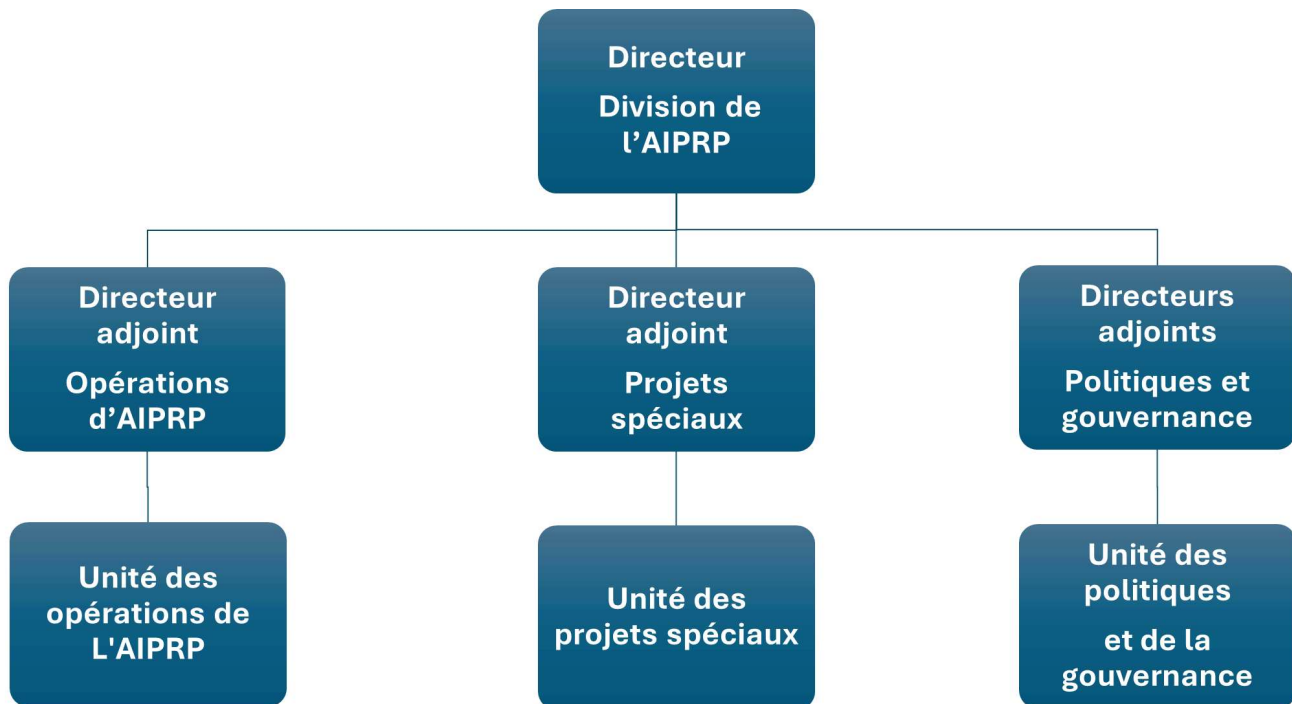 Directeur
Division de
l’AIPRP
Directeur
adjoint
Opérations
d’AIPRP
Directeur
adjoint
Projets
spéciaux
Directeurs
adjoints
Politiques et
gouvernance
Unité des
opérations de
L'AIPRP
Unité des
projets spéciaux
Unité des
politiques
et de la
gouvernance